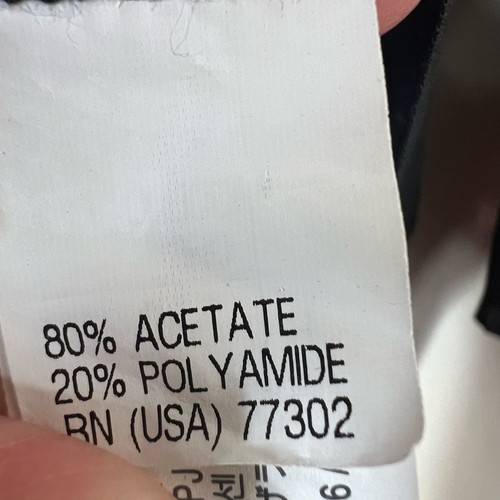 80% ACETATE
20% POLYAMIDE
RN (USA) 77302